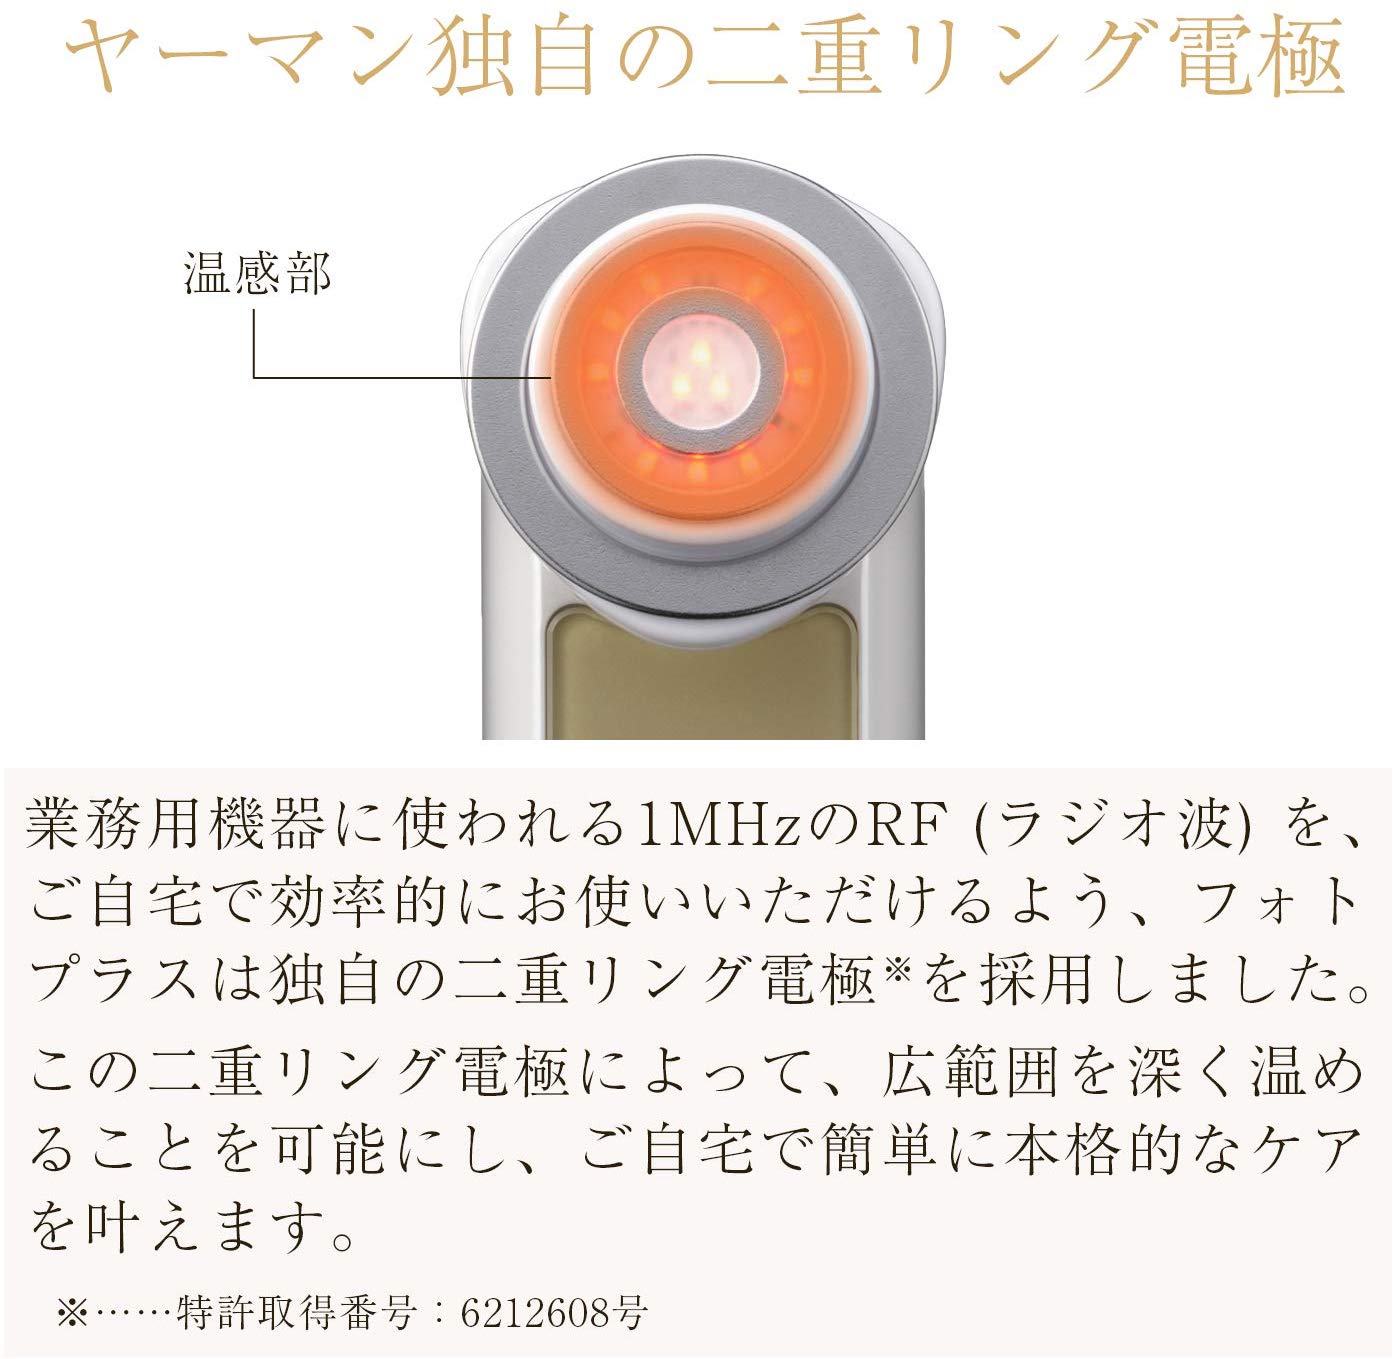 ヤーマン独自の二重リング電極
温感部
業務用機器に使われる1MHzのRF (ラジオ波) を、
ご自宅で効率的にお使いいただけるよう、フォト
プラスは独自の二重リング電極※を採用しました。
この二重リング電極によって、広範囲を深く温め
ることを可能にし、ご自宅で簡単に本格的なケア
を叶えます。
※……特許取得番号：6212608号